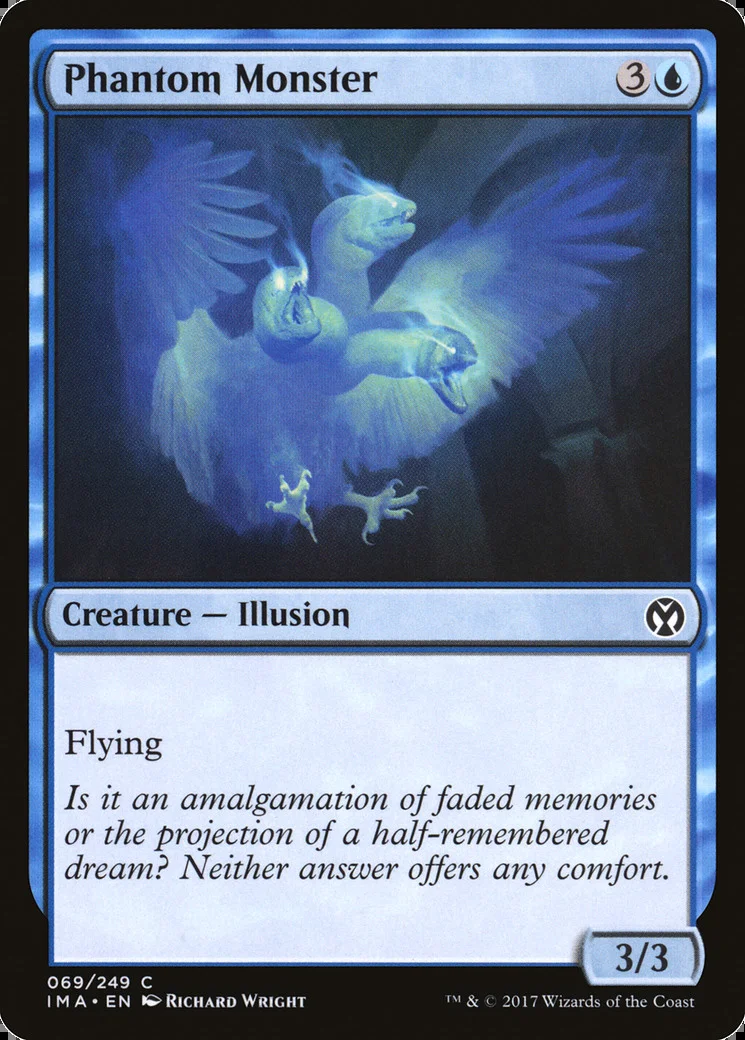 Phantom Monster 3
Creature — Illusion
Flying
Is it an amalgamation of faded memories
or the projection of a half-remembered
dream? Neither answer offers any comfort.
3/3
069/249 C
IMA • EN Richard Wright ™ & © 2017 Wizards of the Coast